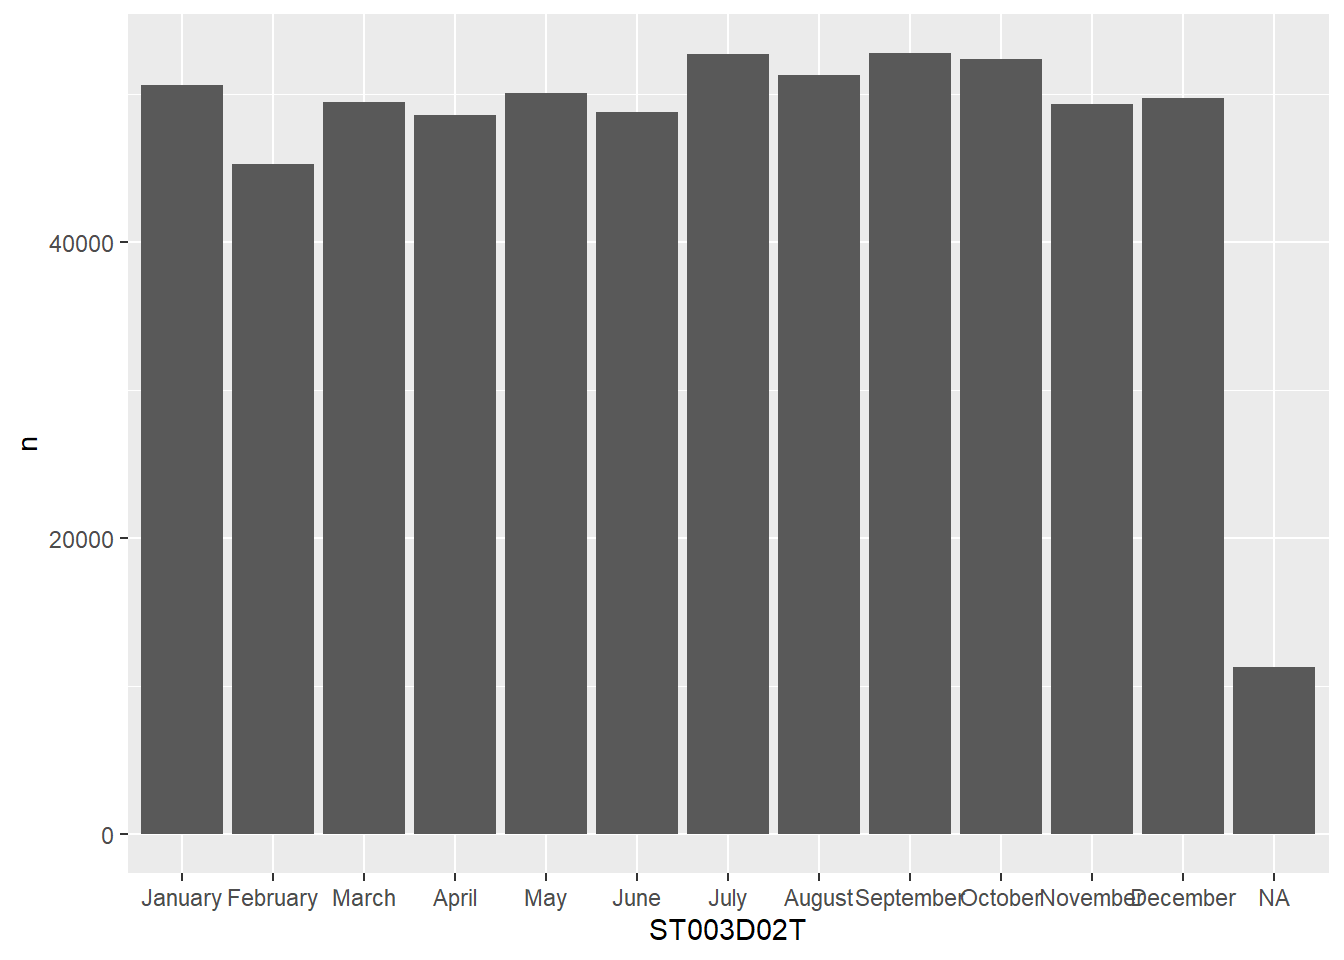 n
40000
20000
0
January February March April May June July August September October November December NA
ST003D02T